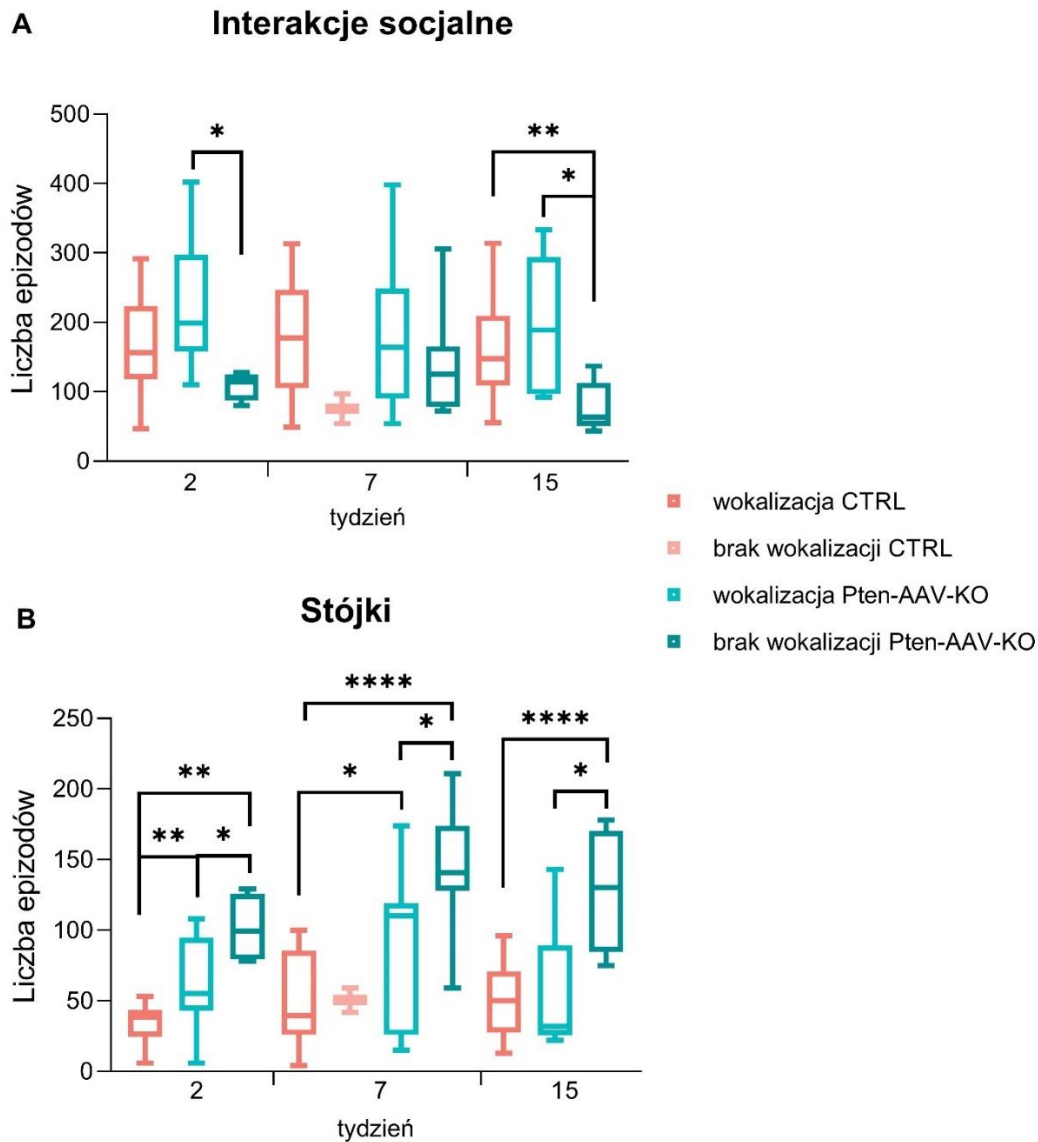 A
Interakcje socjalne
500
400
300
200
100
0
Liczba epizodów
*
**
*
2
7
15
tydzień
wokalizacja CTRL
brak wokalizacji CTRL
wokalizacja Pten-AAV-KO
brak wokalizacji Pten-AAV-KO
B
Stójki
250
200
150
100
50
0
Liczba epizodów
**
**
*
****
*
*
****
*
2
7
15
tydzień